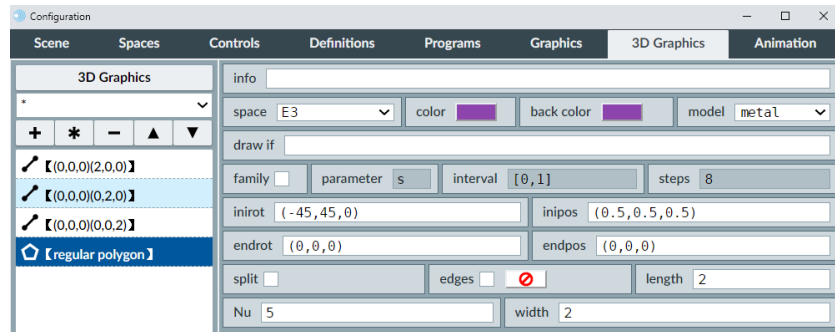 Configuration
Scene Spaces Controls Definitions Programs Graphics 3D Graphics Animation
3D Graphics
*
【(0,0,0)(2,0,0)】
【(0,0,0)(0,2,0)】
【(0,0,0)(0,0,2)】
【regular polygon】
info
space E3 color back color model metal
draw if
family parameter s interval [0,1] steps 8
inirot (-45,45,0) inipos (0.5,0.5,0.5)
endrot (0,0,0) endpos (0,0,0)
split edges length 2
Nu 5 width 2